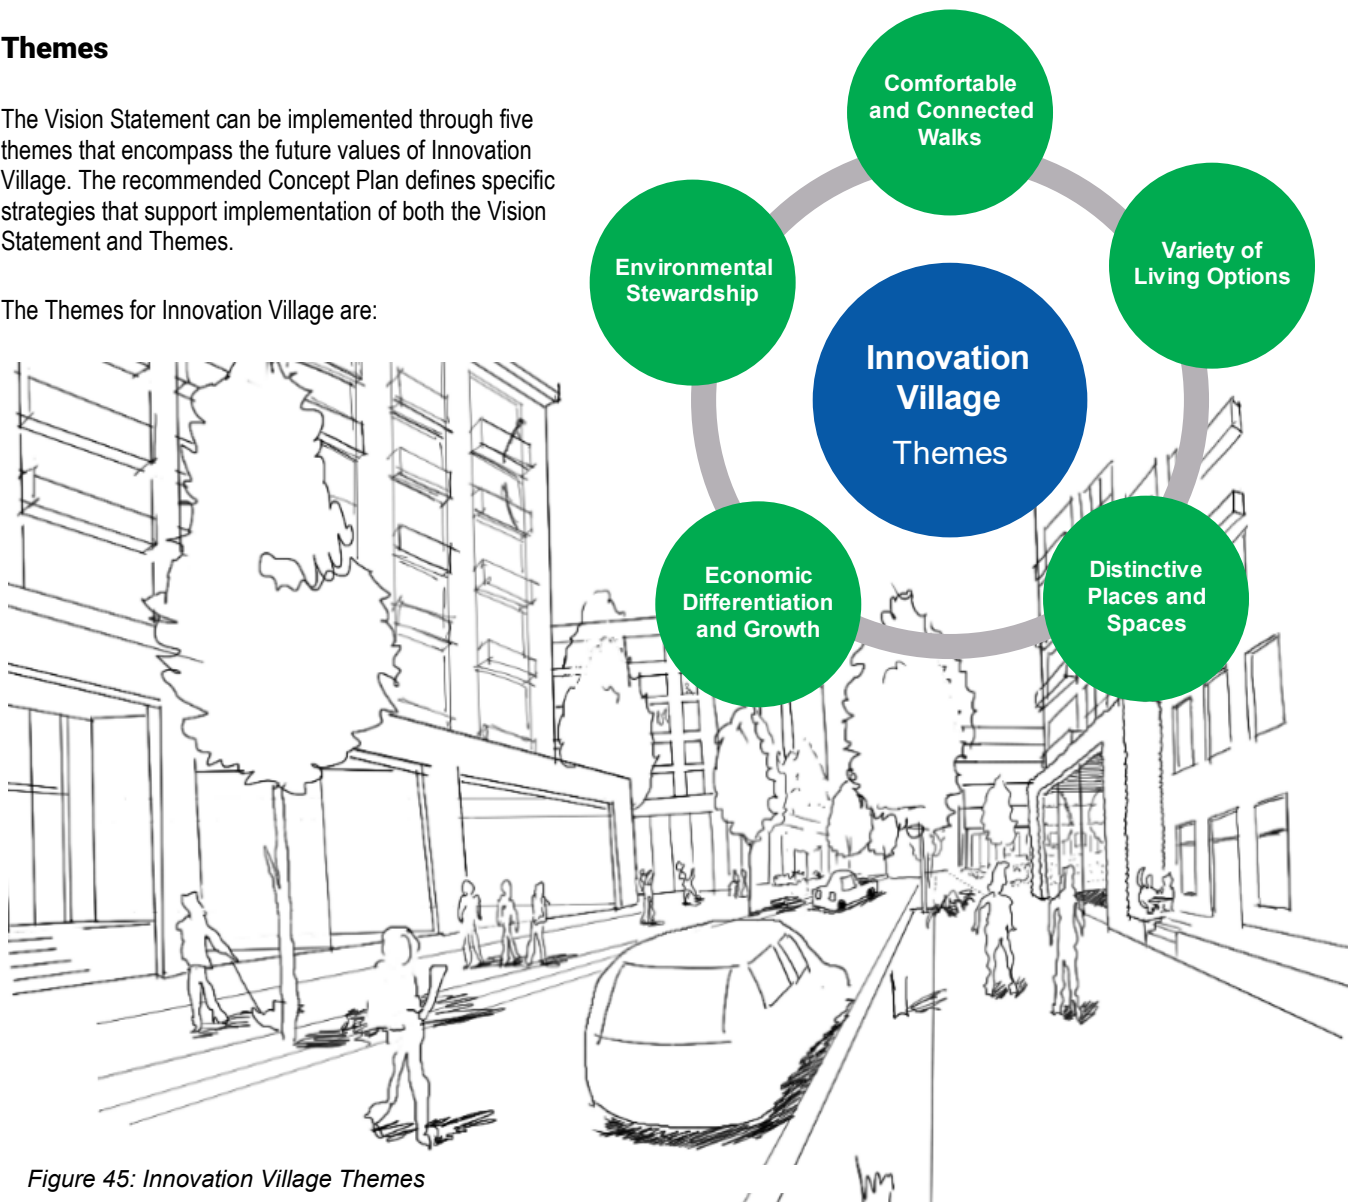 Themes
The Vision Statement can be implemented through five
themes that encompass the future values of Innovation
Village. The recommended Concept Plan defines specific
strategies that support implementation of both the Vision
Statement and Themes.
The Themes for Innovation Village are:
Comfortable
and Connected
Walks
Variety of
Living Options
Distinctive
Places and
Spaces
Economic
Differentiation
and Growth
Environmental
Stewardship
Innovation
Village
Themes
Figure 45: Innovation Village Themes